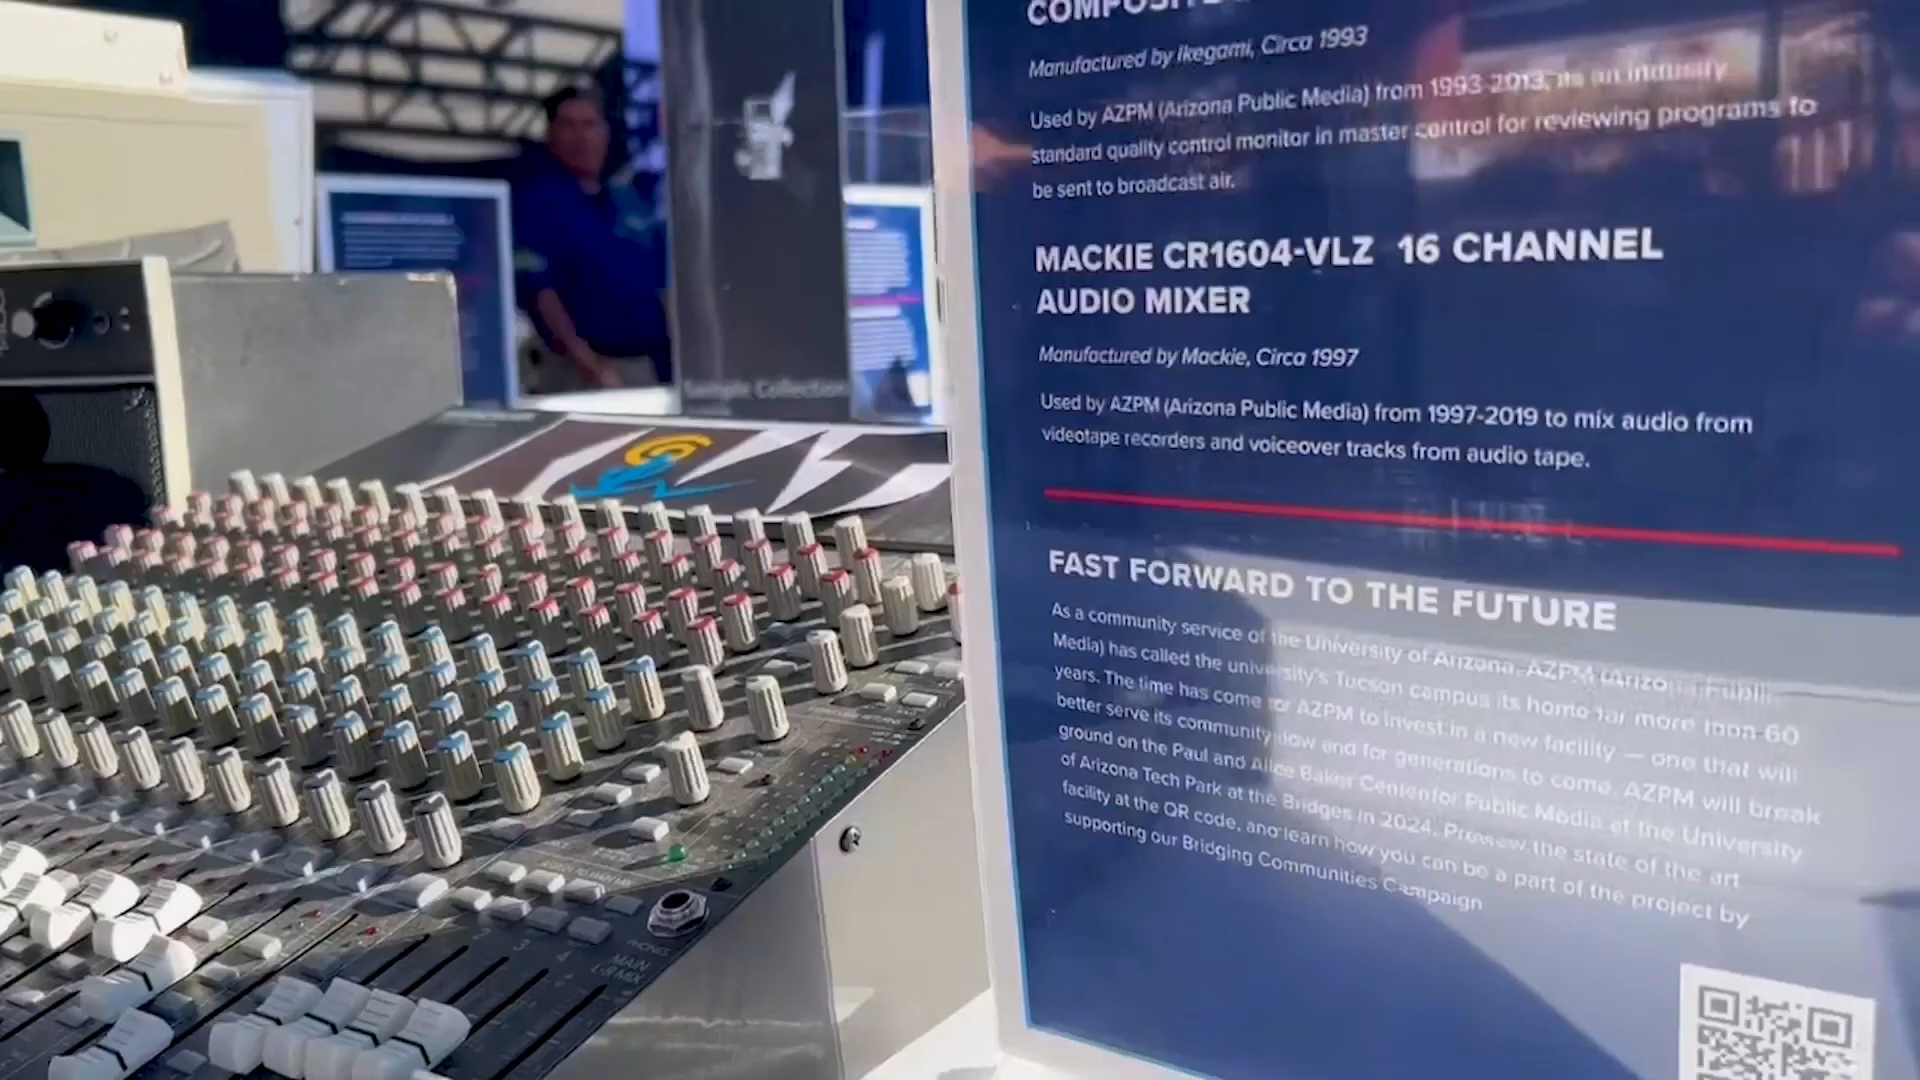 Manufactured by Ikegami, Circa 1993
Used by AZPM (Arizona Public Media) from 1993-2013, its an industry
standard quality control monitor in master control for reviewing programs to
be sent to broadcast air.
MACKIE CR1604-VLZ 16 CHANNEL
AUDIO MIXER
Manufactured by Mackie, Circa 1997
Used by AZPM (Arizona Public Media) from 1997-2019 to mix audio from
videotape recorders and voiceover tracks from audio tape.
FAST FORWARD TO THE FUTURE
As a community service of the University of Arizona, AZPM (Arizona Public
Media) has called the university's Tucson campus its home for more than 60
years. The time has come for AZPM to invest in a new facility — one that will
better serve its community now and for generations to come. AZPM will break
ground on the Paul and Alice Baker Center for Public Media at the University
of Arizona Tech Park at the Bridges in 2024. Preview the state of the art
facility at the QR code, and learn how you can be a part of the project by
supporting our Bridging Communities Campaign
Sample Collection
PHONES
MAIN
L-R MIX
3
4